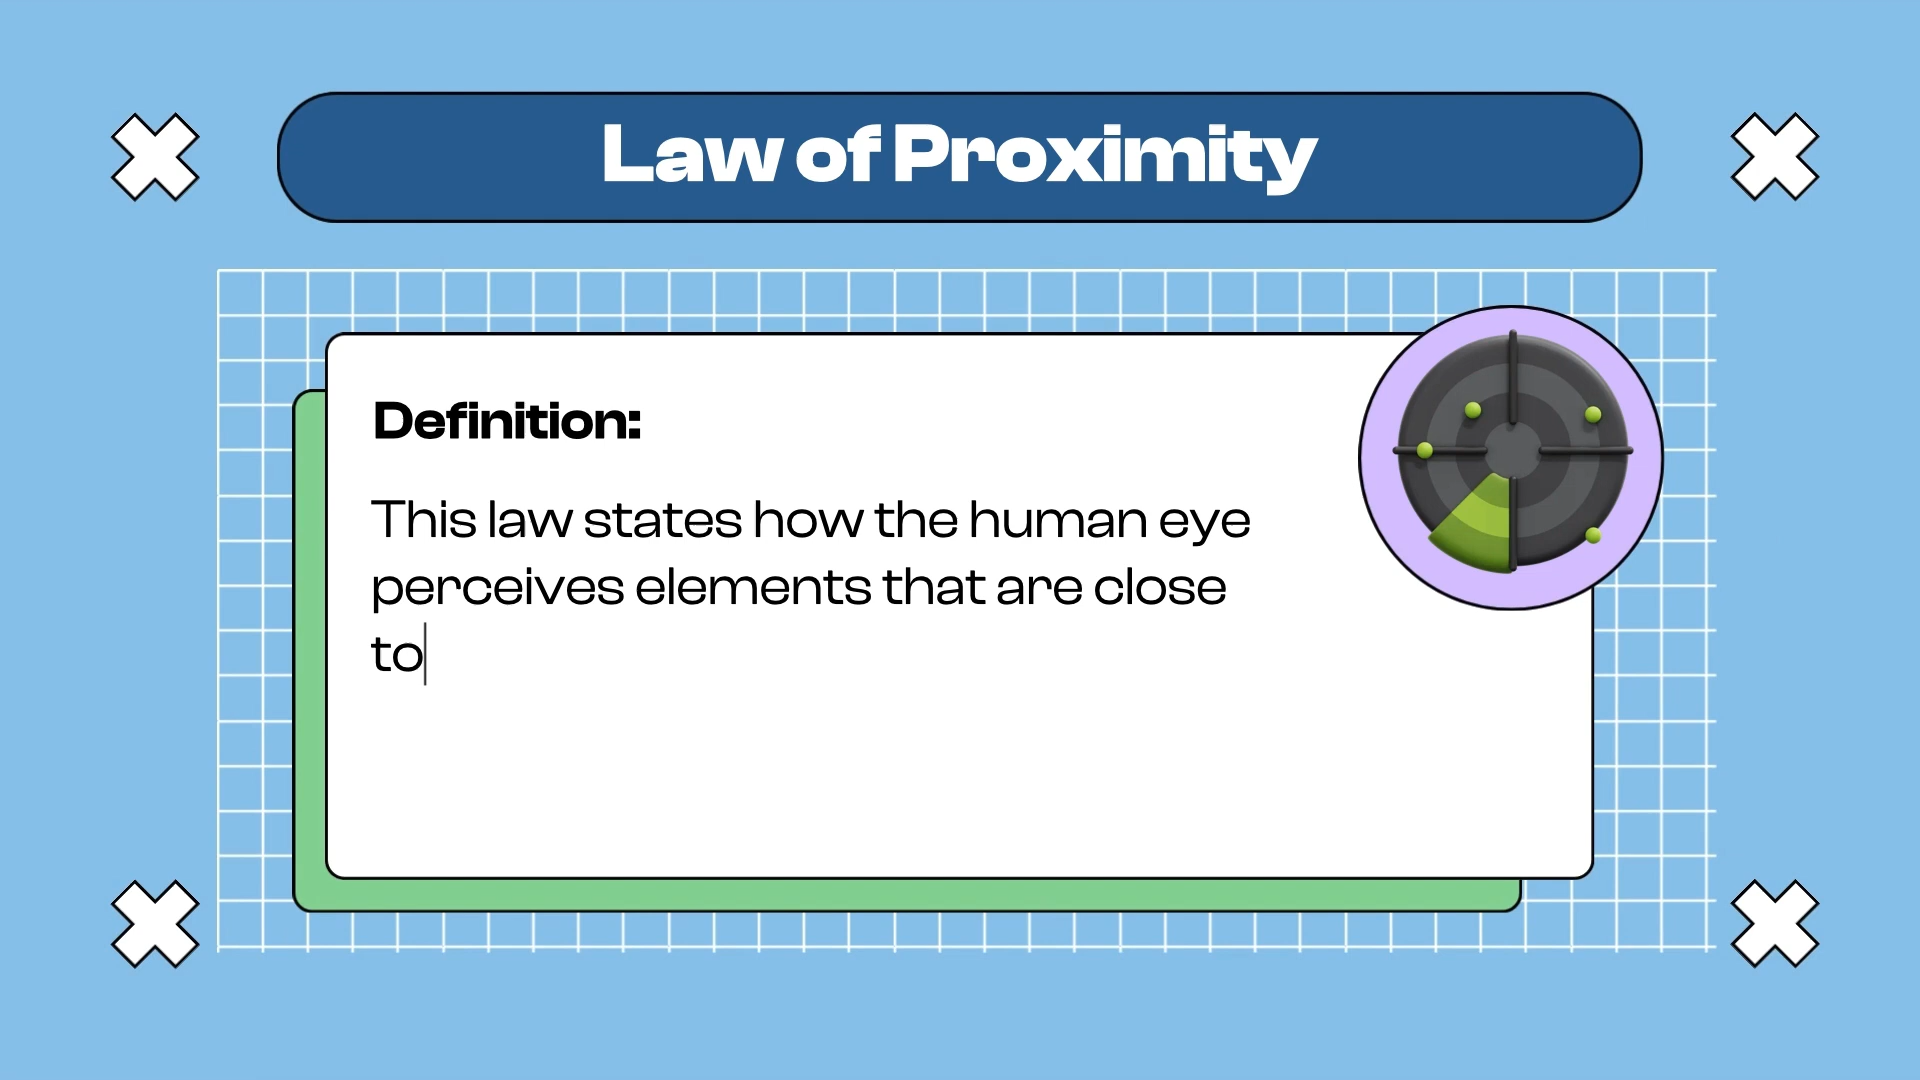 Law of Proximity
Definition:
This law states how the human eye
perceives elements that are close
to